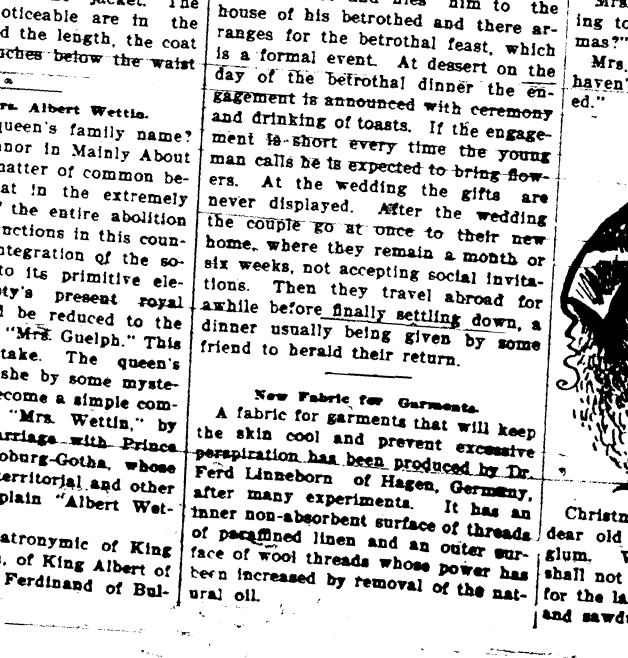 jacket. The
noticeable are in the
d the length, the coat
uches below the waist
rs. Albert Wettin.
queen's family name?
nor in Mainly About
matter of common be-
at in the extremely
the entire abolition
unctions in this coun-
ntegration of the so-
to its primitive ele-
ty's present royal
d be reduced to the
"Mrs. Guelph." This
take. The queen's
she by some myste-
ecome a simple com-
"Mrs. Wettin," by
arriage with Prince
oburg-Gotha, whose
territorial and other
plain "Albert Wet-
atronymic of King
, of King Albert of
Ferdinand of Bul-
him to the
house of his betrothed and there ar-
ranges for the betrothal feast, which
is a formal event. At dessert on the
day of the betrothal dinner the en-
gagement is announced with ceremony
and drinking of toasts. If the engage-
ment is short every time the young
man calls he is expected to bring flow-
ers. At the wedding the gifts are
never displayed. After the wedding
the couple go at once to their new
home, where they remain a month or
six weeks, not accepting social invita-
tions. Then they travel abroad for
awhile before finally settling down, a
dinner usually being given by some
friend to herald their return.
New Fabric for Garments.
A fabric for garments that will keep
the skin cool and prevent excessive
perspiration has been produced by Dr.
Ferd Linneborn of Hagen, Germany,
after many experiments. It has an
inner non-absorbent surface of threads
of paraffined linen and an outer sur-
face of wool threads whose power has
been increased by removal of the nat-
ural oil.
Mrs.
ing to
mas?"
Mrs.
haven'
ed."
Christm
dear old
glum.
shall not
for the la
and sawdu